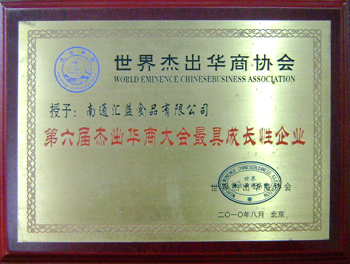 世界杰出华商协会
WORLD EMINENCE CHINESEBUSINESS ASSOCIATION
授予：南通汇益食品有限公司
第六届杰出华商大会最具成长性企业
世界杰出华商协会
二〇一〇年八月 北京